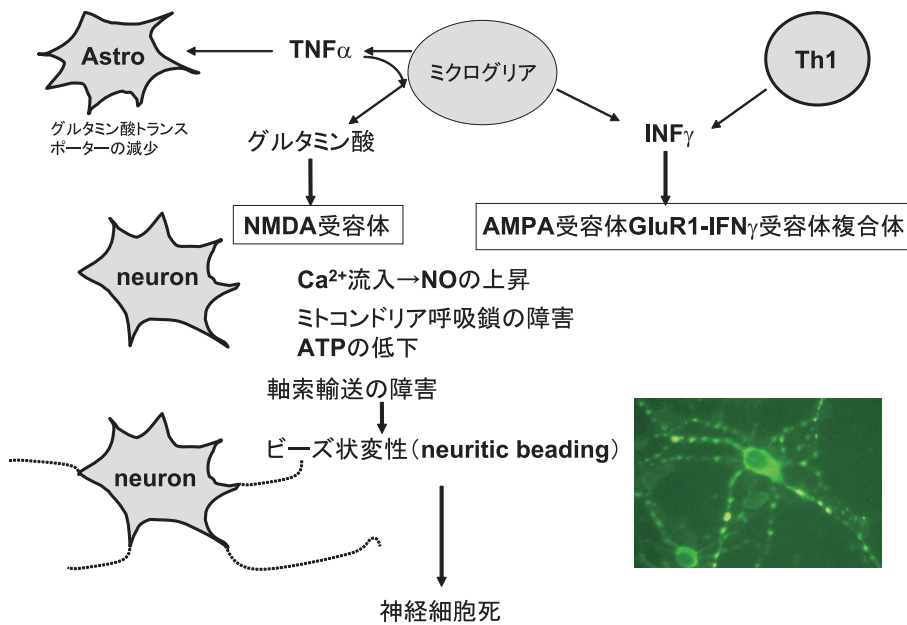 Astro
TNFα
ミクログリア
Th1
グルタミン酸トランス
ポーターの減少
グルタミン酸
INFγ
NMDA受容体
AMPA受容体GluR1-IFNγ受容体複合体
neuron
Ca²⁺流入→NOの上昇
ミトコンドリア呼吸鎖の障害
ATPの低下
軸索輸送の障害
ビーズ状変性(neuritic beading)
neuron
神経細胞死